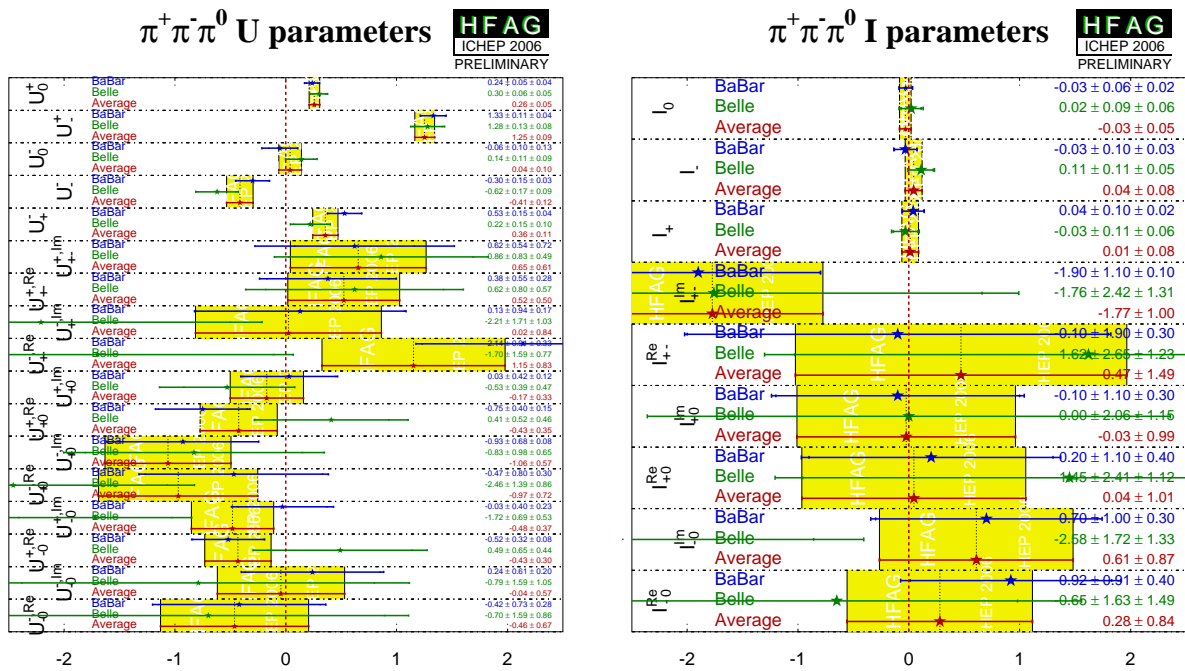 π+π-π0 U parameters
HFAG
ICHEP 2006
PRELIMINARY
U+0
BaBar 0.24 ± 0.05 ± 0.04
Belle 0.30 ± 0.06 ± 0.05
Average 0.26 ± 0.05
U+-
BaBar 1.33 ± 0.11 ± 0.04
Belle 1.28 ± 0.13 ± 0.08
Average 1.25 ± 0.09
U-0
BaBar -0.06 ± 0.10 ± 0.13
Belle 0.14 ± 0.11 ± 0.09
Average 0.04 ± 0.10
U--
BaBar -0.30 ± 0.15 ± 0.03
Belle -0.62 ± 0.17 ± 0.09
Average -0.41 ± 0.12
U-+
BaBar 0.53 ± 0.15 ± 0.04
Belle 0.22 ± 0.15 ± 0.10
Average 0.36 ± 0.11
BaBar 0.62 ± 0.54 ± 0.72
Belle 0.86 ± 0.83 ± 0.49
Average 0.65 ± 0.61
BaBar 0.38 ± 0.55 ± 0.28
Belle 0.62 ± 0.80 ± 0.57
Average 0.52 ± 0.50
BaBar 0.13 ± 0.94 ± 0.17
Belle -2.21 ± 1.71 ± 1.03
Average 0.02 ± 0.84
BaBar
Belle -1.70 ± 1.59 ± 0.77
Average 1.15 ± 0.83
BaBar 0.03 ± 0.42 ± 0.12
Belle -0.53 ± 0.39 ± 0.47
Average -0.17 ± 0.33
BaBar -0.75 ± 0.40 ± 0.15
Belle 0.41 ± 0.52 ± 0.46
Average -0.43 ± 0.35
BaBar -0.93 ± 0.68 ± 0.08
Belle -0.83 ± 0.98 ± 0.65
Average -1.06 ± 0.57
BaBar -0.47 ± 0.80 ± 0.30
Belle -2.46 ± 1.39 ± 0.86
Average -0.97 ± 0.72
BaBar -0.03 ± 0.40 ± 0.23
Belle -1.72 ± 0.69 ± 0.53
Average -0.48 ± 0.37
BaBar -0.52 ± 0.32 ± 0.08
Belle 0.49 ± 0.65 ± 0.44
Average -0.43 ± 0.30
BaBar 0.24 ± 0.61 ± 0.20
Belle -0.79 ± 1.59 ± 1.05
Average -0.04 ± 0.57
BaBar -0.42 ± 0.73 ± 0.28
Belle -0.70 ± 1.59 ± 0.86
Average -0.46 ± 0.67
-2 -1 0 1 2
π+π-π0 I parameters
HFAG
ICHEP 2006
PRELIMINARY
I0
BaBar -0.03 ± 0.06 ± 0.02
Belle 0.02 ± 0.09 ± 0.06
Average -0.03 ± 0.05
I-
BaBar -0.03 ± 0.10 ± 0.03
Belle 0.11 ± 0.11 ± 0.05
Average 0.04 ± 0.08
I+
BaBar 0.04 ± 0.10 ± 0.02
Belle -0.03 ± 0.11 ± 0.06
Average 0.01 ± 0.08
IIm+-
BaBar -1.90 ± 1.10 ± 0.10
Belle -1.76 ± 2.42 ± 1.31
Average -1.77 ± 1.00
IRe+-
BaBar -0.10 ± 1.90 ± 0.30
Belle 1.62 ± 2.65 ± 1.23
Average 0.47 ± 1.49
IIm+0
BaBar -0.10 ± 1.10 ± 0.30
Belle 0.00 ± 2.06 ± 1.15
Average -0.03 ± 0.99
IRe+0
BaBar 0.20 ± 1.10 ± 0.40
Belle 1.45 ± 2.41 ± 1.12
Average 0.04 ± 1.01
IIm-0
BaBar 0.70 ± 1.00 ± 0.30
Belle -2.58 ± 1.72 ± 1.33
Average 0.61 ± 0.87
IRe-0
BaBar 0.92 ± 0.91 ± 0.40
Belle -0.65 ± 1.63 ± 1.49
Average 0.28 ± 0.84
-2 -1 0 1 2